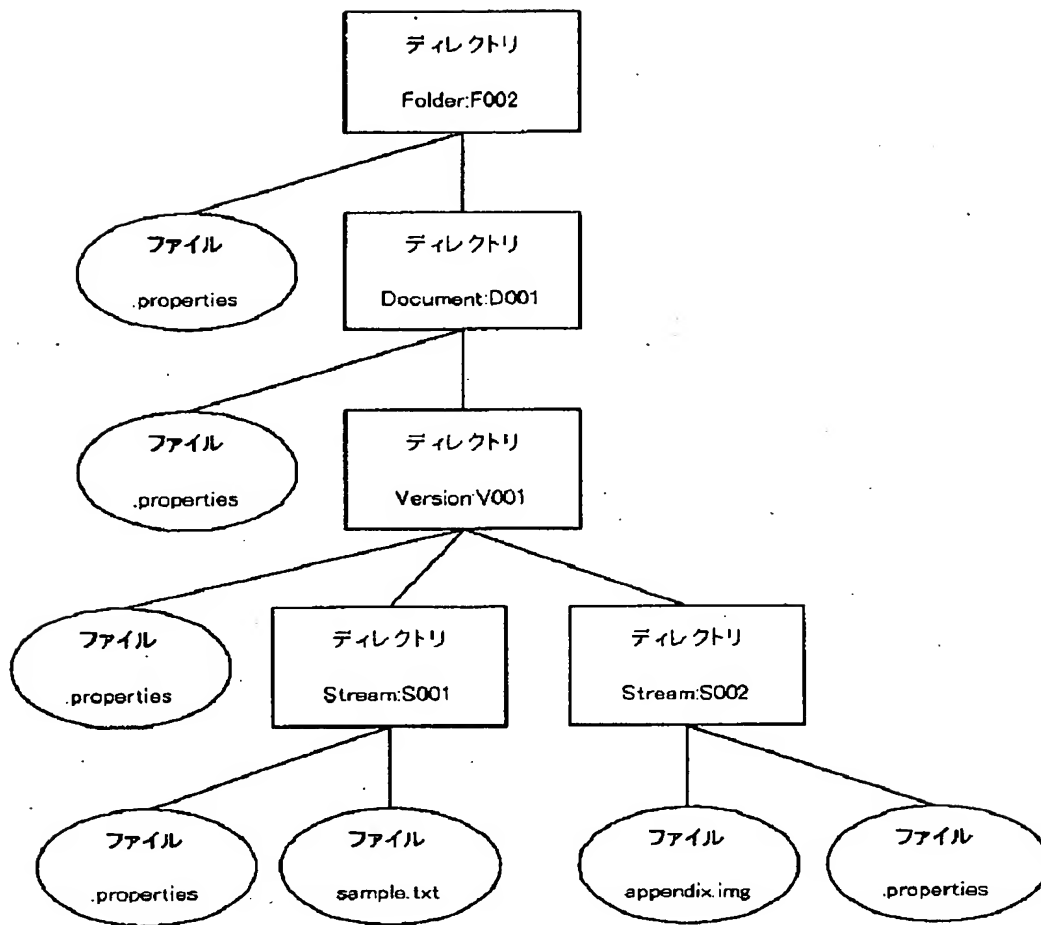 ディレクトリ
Folder:F002
ファイル
.properties
ディレクトリ
Document:D001
ファイル
.properties
ディレクトリ
Version:V001
ファイル
.properties
ディレクトリ
Stream:S001
ディレクトリ
Stream:S002
ファイル
.properties
ファイル
sample.txt
ファイル
appendix.img
ファイル
.properties